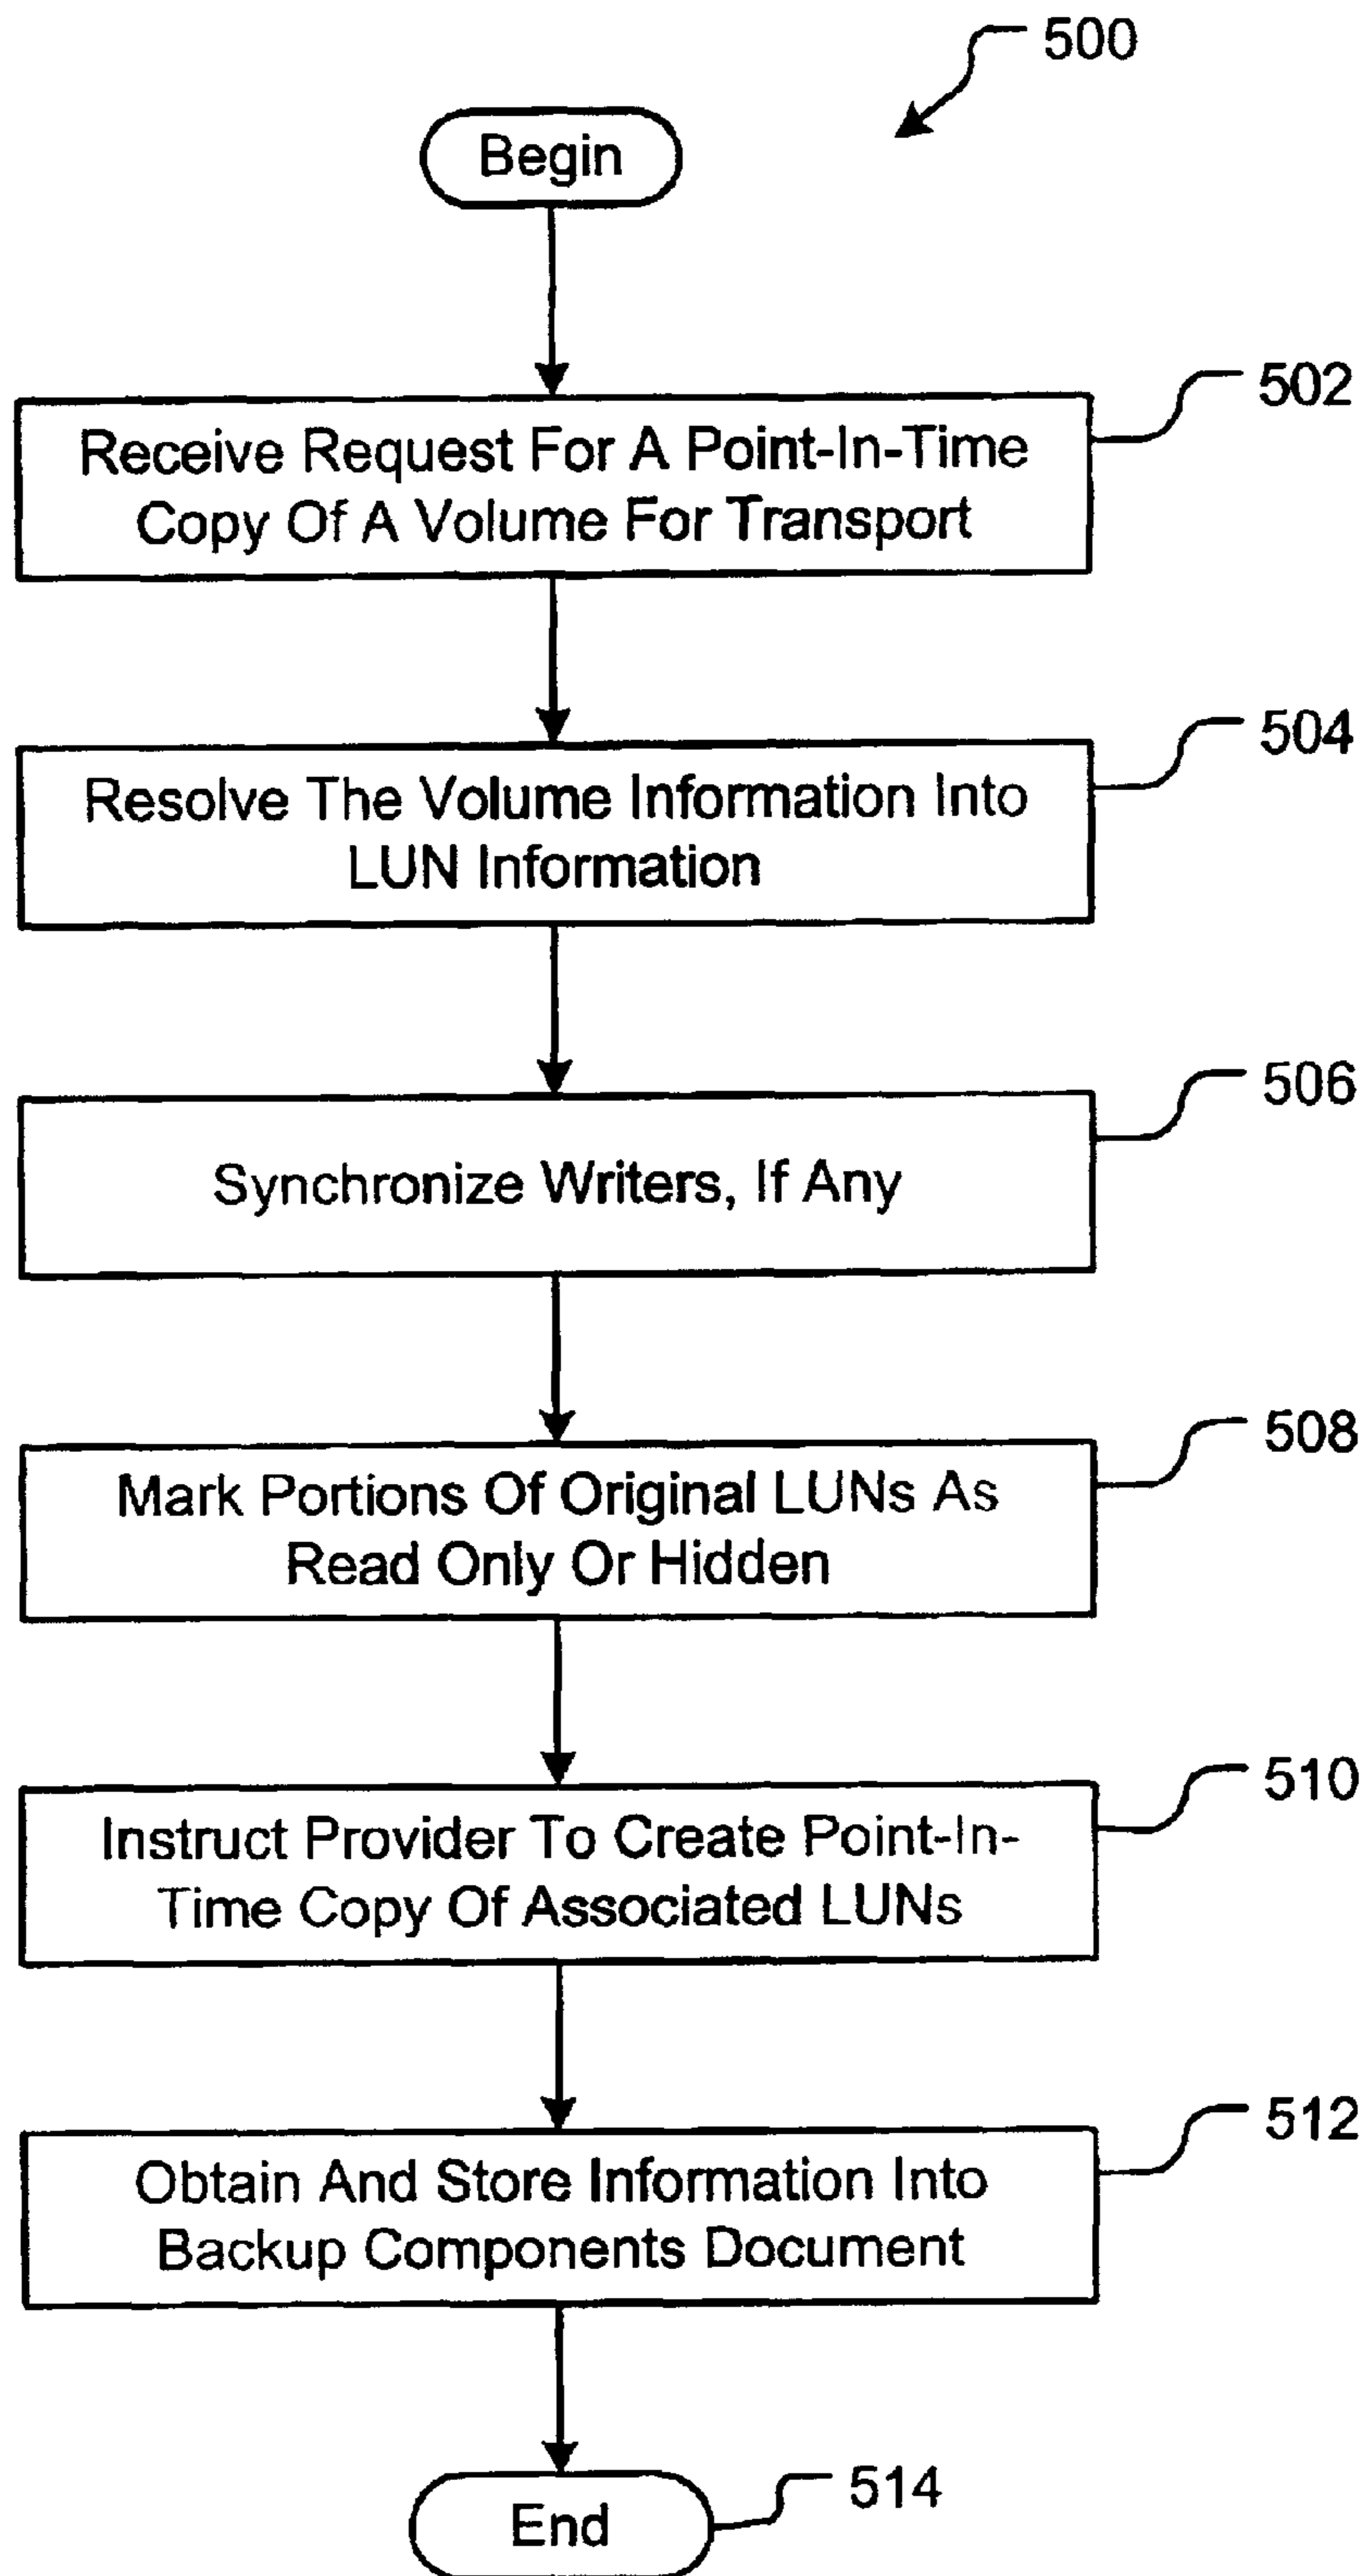 500
Begin
502
Receive Request For A Point-In-Time
Copy Of A Volume For Transport
504
Resolve The Volume Information Into
LUN Information
506
Synchronize Writers, If Any
508
Mark Portions Of Original LUNs As
Read Only Or Hidden
510
Instruct Provider To Create Point-In-
Time Copy Of Associated LUNs
512
Obtain And Store Information Into
Backup Components Document
514
End